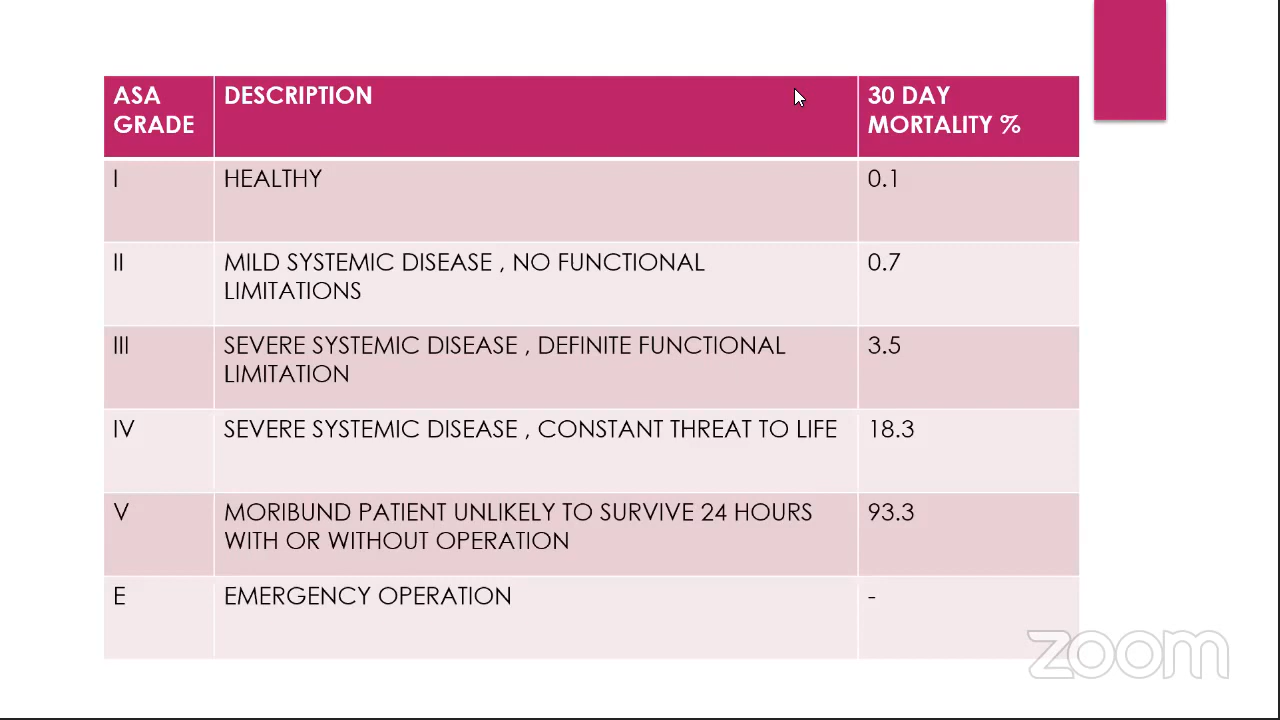 ASA GRADE DESCRIPTION 30 DAY MORTALITY %
I HEALTHY 0.1
II MILD SYSTEMIC DISEASE , NO FUNCTIONAL 0.7
LIMITATIONS
III SEVERE SYSTEMIC DISEASE , DEFINITE FUNCTIONAL 3.5
LIMITATION
IV SEVERE SYSTEMIC DISEASE , CONSTANT THREAT TO LIFE 18.3
V MORIBUND PATIENT UNLIKELY TO SURVIVE 24 HOURS 93.3
WITH OR WITHOUT OPERATION
E EMERGENCY OPERATION -
zoom